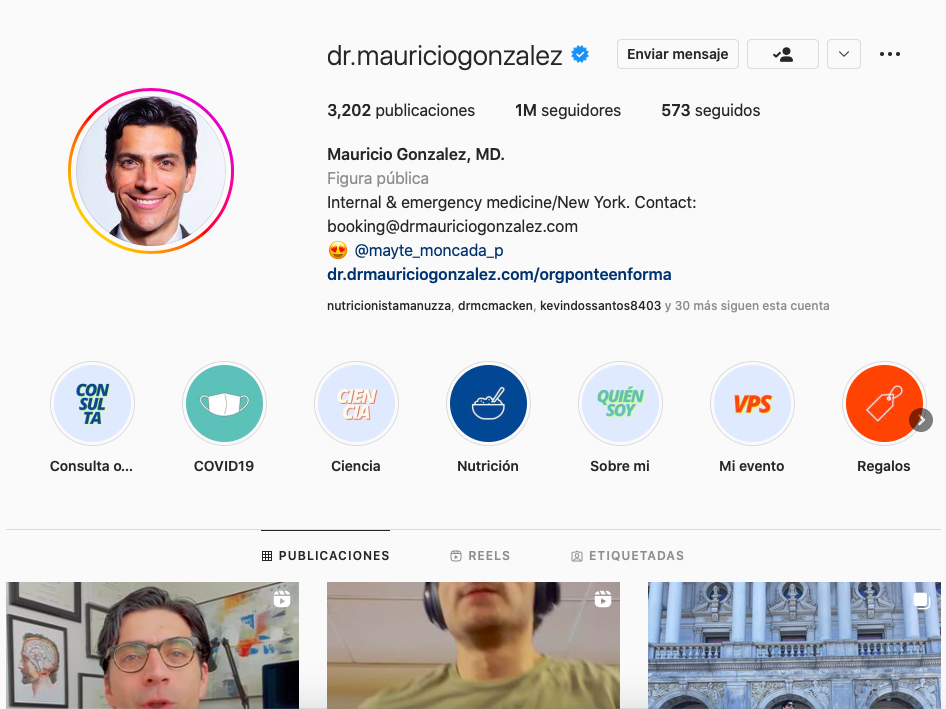 dr.mauriciogonzalez Enviar mensaje
3,202 publicaciones 1M seguidores 573 seguidos
Mauricio Gonzalez, MD.
Figura pública
Internal & emergency medicine/New York. Contact:
booking@drmauriciogonzalez.com
😍 @mayte_moncada_p
dr.drmauriciogonzalez.com/orgponteenforma
nutricionistamanuzza, drmcmacken, kevindossantos8403 y 30 más siguen esta cuenta
CON
SUL
TA
CIEN
CIA
QUIÉN
SOY
VPS
Consulta o... COVID19 Ciencia Nutrición Sobre mi Mi evento Regalos
PUBLICACIONES REELS ETIQUETADAS